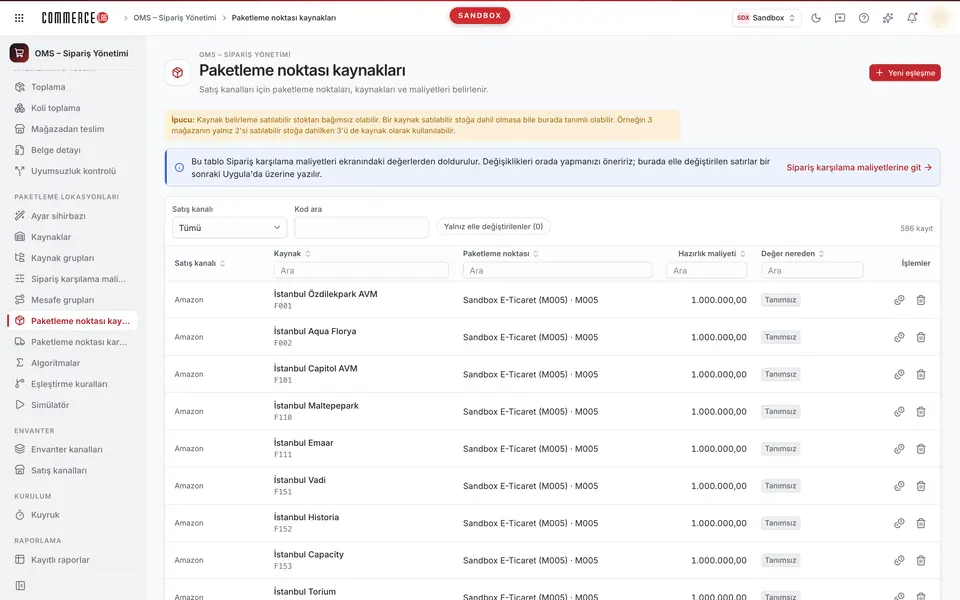 COMMERCE LAB
OMS – Sipariş Yönetimi
Paketleme noktası kaynakları
SANDBOX
SDX Sandbox
OMS – Sipariş Yönetimi
Toplama
Koli toplama
Mağazadan teslim
Belge detayı
Uyumsuzluk kontrolü
PAKETLEME LOKASYONLARI
Ayar sihirbazı
Kaynaklar
Kaynak grupları
Sipariş karşılama mali...
Mesafe grupları
Paketleme noktası kay...
Paketleme noktası kar...
Algoritmalar
Eşleştirme kuralları
Simülatör
ENVANTER
Envanter kanalları
Satış kanalları
KURULUM
Kuyruk
RAPORLAMA
Kayıtlı raporlar
OMS – SİPARİŞ YÖNETİMİ
Paketleme noktası kaynakları
Satış kanalları için paketleme noktaları, kaynakları ve maliyetleri belirlenir.
+ Yeni eşleşme
İpucu: Kaynak belirleme satılabilir stoktan bağımsız olabilir. Bir kaynak satılabilir stoğa dahil olmasa bile burada tanımlı olabilir. Örneğin 3
mağazanın yalnız 2'si satılabilir stoğa dahilken 3'ü de kaynak olarak kullanılabilir.
Bu tablo Sipariş karşılama maliyetleri ekranındaki değerlerden doldurulur. Değişiklikleri orada yapmanızı öneririz; burada elle değiştirilen satırlar bir
sonraki Uygula'da üzerine yazılır.
Sipariş karşılama maliyetlerine git →
Satış kanalı
Tümü
Kod ara
Yalnız elle değiştirilenler (0)
586 kayıt
Satış kanalı
Kaynak
Paketleme noktası
Hazırlık maliyeti
Değer nereden
İşlemler
Ara
Ara
Ara
Ara
Amazon
İstanbul Özdilekpark AVM
F001
Sandbox E-Ticaret (M005) · M005
1.000.000,00
Tanımsız
Amazon
İstanbul Aqua Florya
F002
Sandbox E-Ticaret (M005) · M005
1.000.000,00
Tanımsız
Amazon
İstanbul Capitol AVM
F101
Sandbox E-Ticaret (M005) · M005
1.000.000,00
Tanımsız
Amazon
İstanbul Maltepepark
F110
Sandbox E-Ticaret (M005) · M005
1.000.000,00
Tanımsız
Amazon
İstanbul Emaar
F111
Sandbox E-Ticaret (M005) · M005
1.000.000,00
Tanımsız
Amazon
İstanbul Vadi
F151
Sandbox E-Ticaret (M005) · M005
1.000.000,00
Tanımsız
Amazon
İstanbul Historia
F152
Sandbox E-Ticaret (M005) · M005
1.000.000,00
Tanımsız
Amazon
İstanbul Capacity
F153
Sandbox E-Ticaret (M005) · M005
1.000.000,00
Tanımsız
Amazon
İstanbul Torium
Sandbox E-Ticaret (M005) · M005
1.000.000,00
Tanımsız